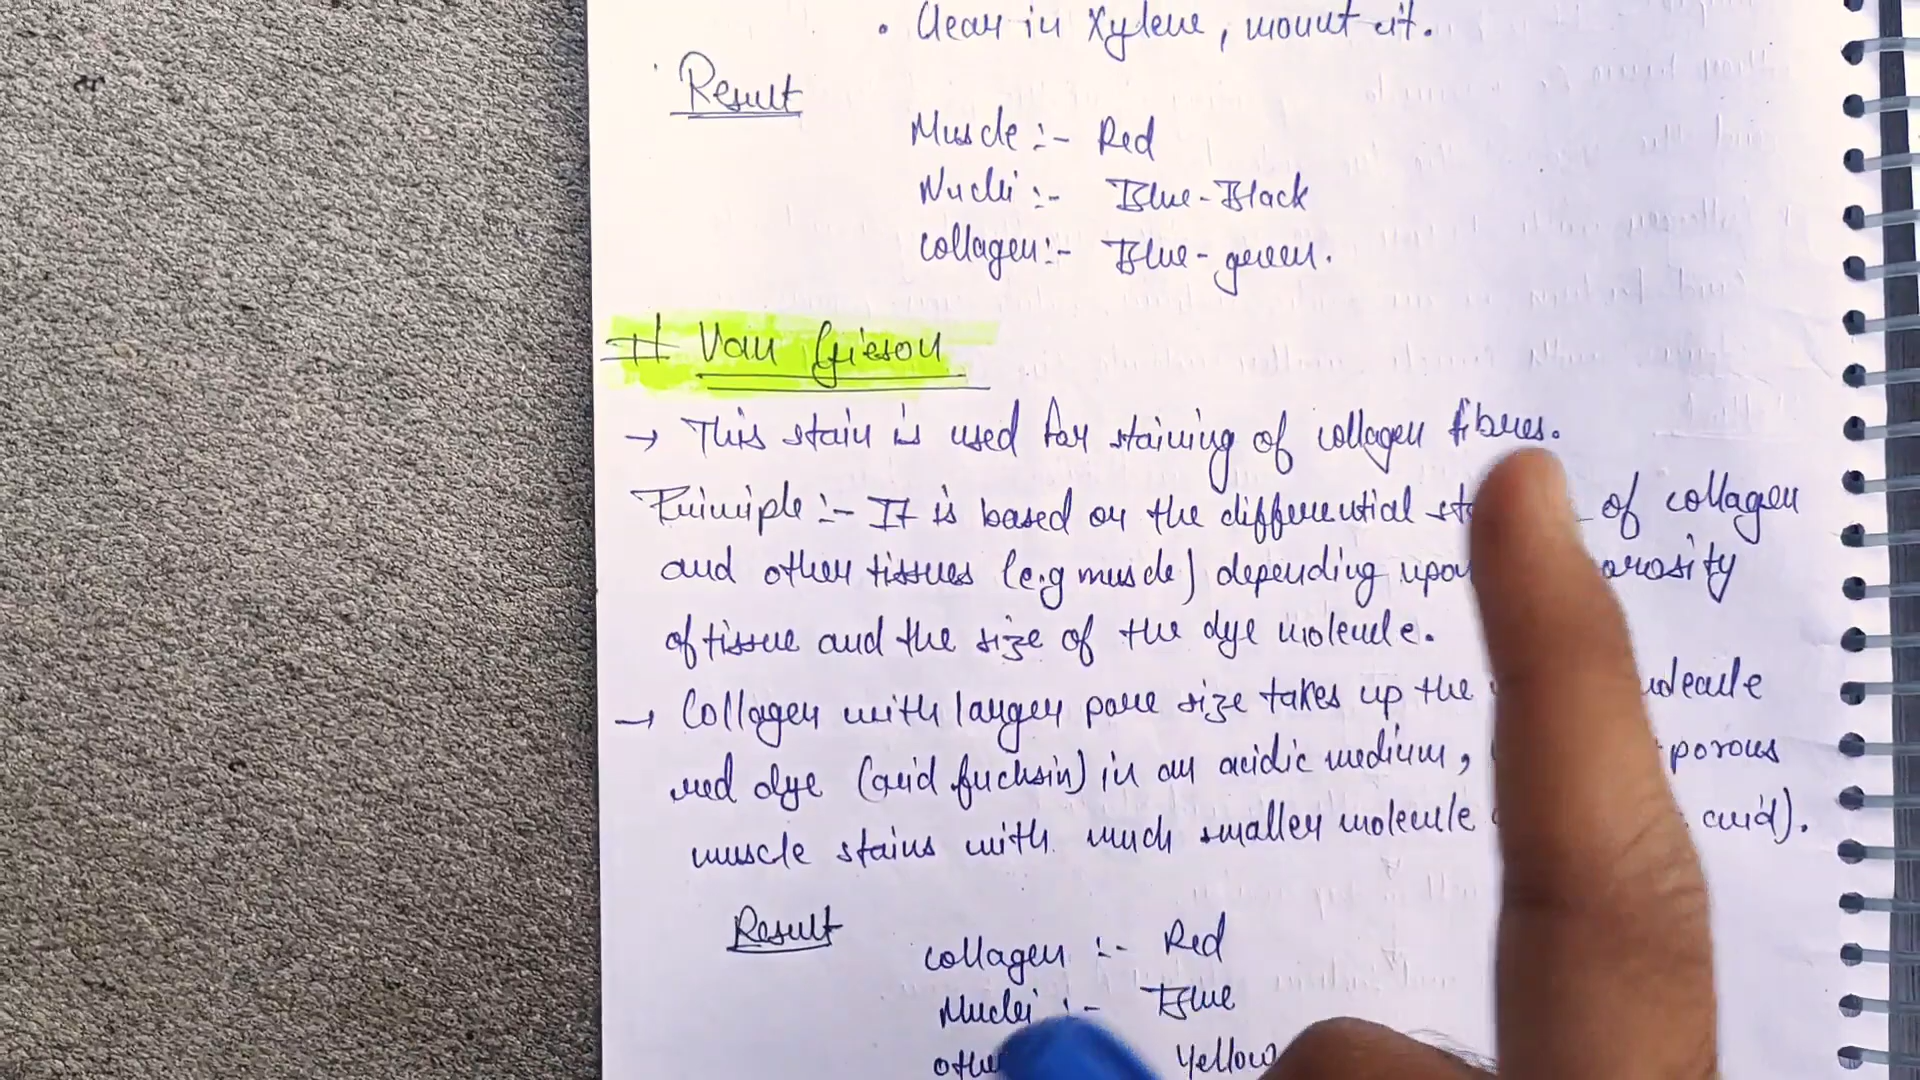 • Clear in Xylene, mount it.
Result
Muscle :- Red
Nuclei :- Blue-Black
Collagen :- Blue-green.
# Van Gieson
→ This stain is used for staining of collagen fibres.
Principle :- It is based on the differential of collagen
and other tissues (e.g muscle) depending upon
of tissue and the size of the dye molecule.
→ Collagen with larger pore size takes up the
red dye (acid fuchsin) in an acidic medium, porous
muscle stains with much smaller molecule acid).
Result
Collagen :- Red
Nuclei :- Blue
Yellow